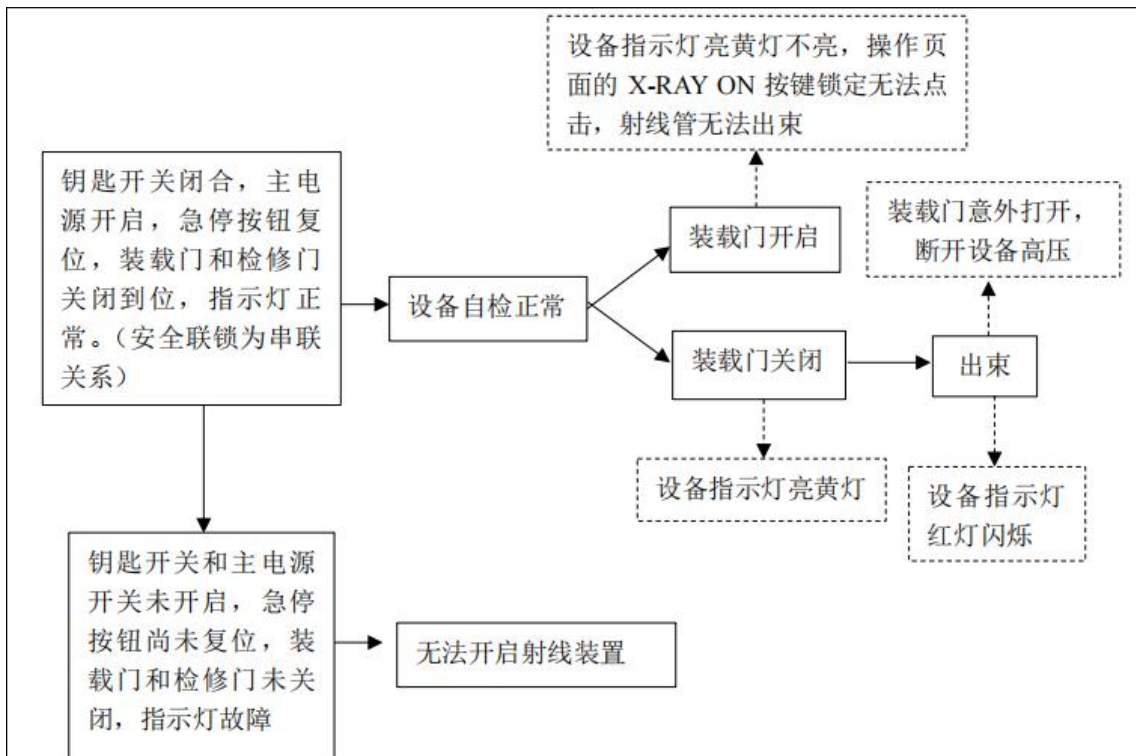 设备指示灯亮黄灯不亮，操作页
面的 X-RAY ON 按键锁定无法点
击，射线管无法出束
钥匙开关闭合，主电
源开启，急停按钮复
位，装载门和检修门
关闭到位，指示灯正
常。（安全联锁为串联
关系）
设备自检正常
装载门开启
装载门关闭
装载门意外打开，
断开设备高压
出束
设备指示灯亮黄灯
设备指示灯
红灯闪烁
钥匙开关和主电源
开关未开启，急停
按钮尚未复位，装
载门和检修门未关
闭，指示灯故障
无法开启射线装置